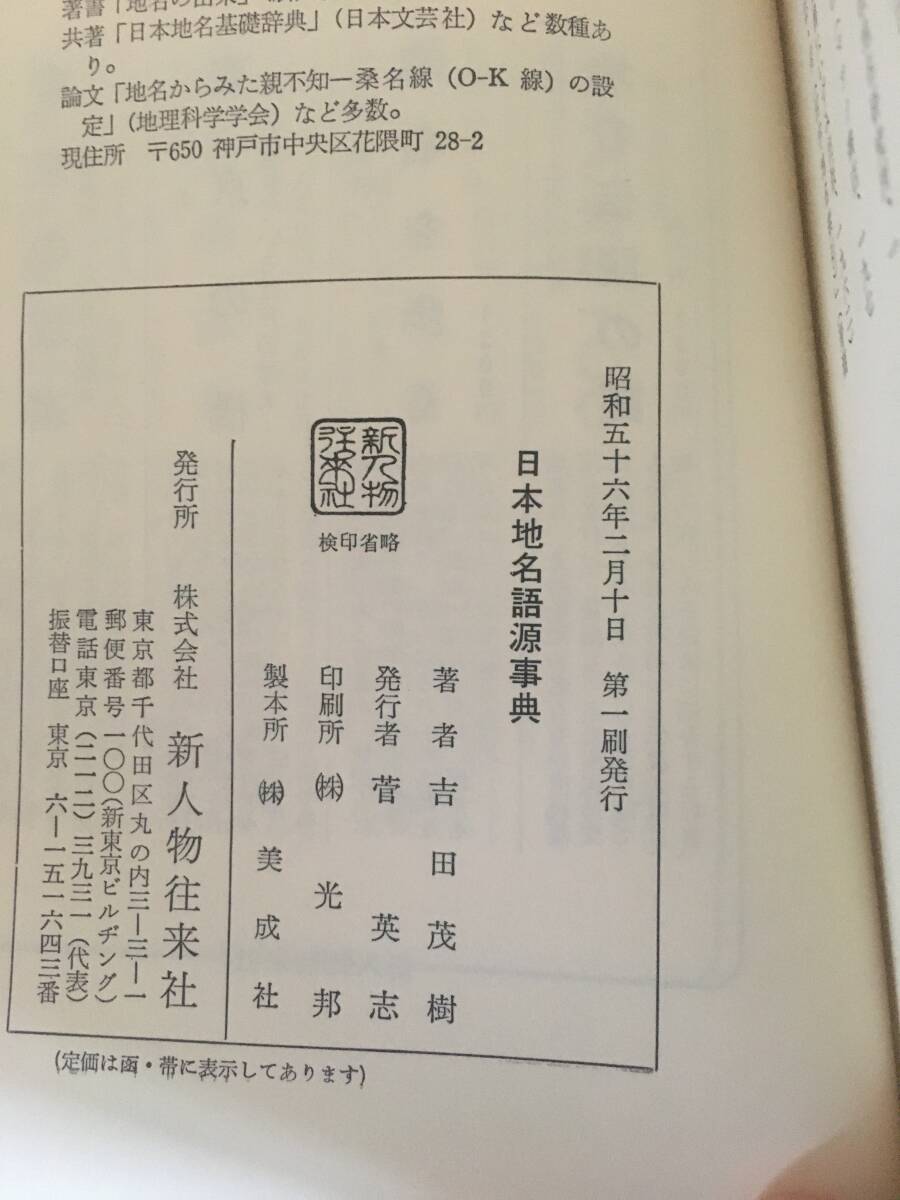 著書「地名の由来」
共著「日本地名基礎辞典」（日本文芸社）など数種あ
り。
論文「地名からみた親不知一桑名線（O-K 線）の設
定」（地理科学学会）など多数。
現住所　〒650 神戸市中央区花隈町 28-2
昭和五十六年二月十日　第一刷発行
日本地名語源事典
著者　吉田茂樹
発行者　菅英志
印刷所　㈱光邦
製本所　㈱美成社
新人物往来社
検印省略
発行所　株式会社　新人物往来社
東京都千代田区丸の内三―三―一
郵便番号一〇〇（新東京ビルヂング）
電話東京（二一二）三九三一（代表）
振替口座　東京　六―一五一六四三番
（定価は函・帯に表示してあります）